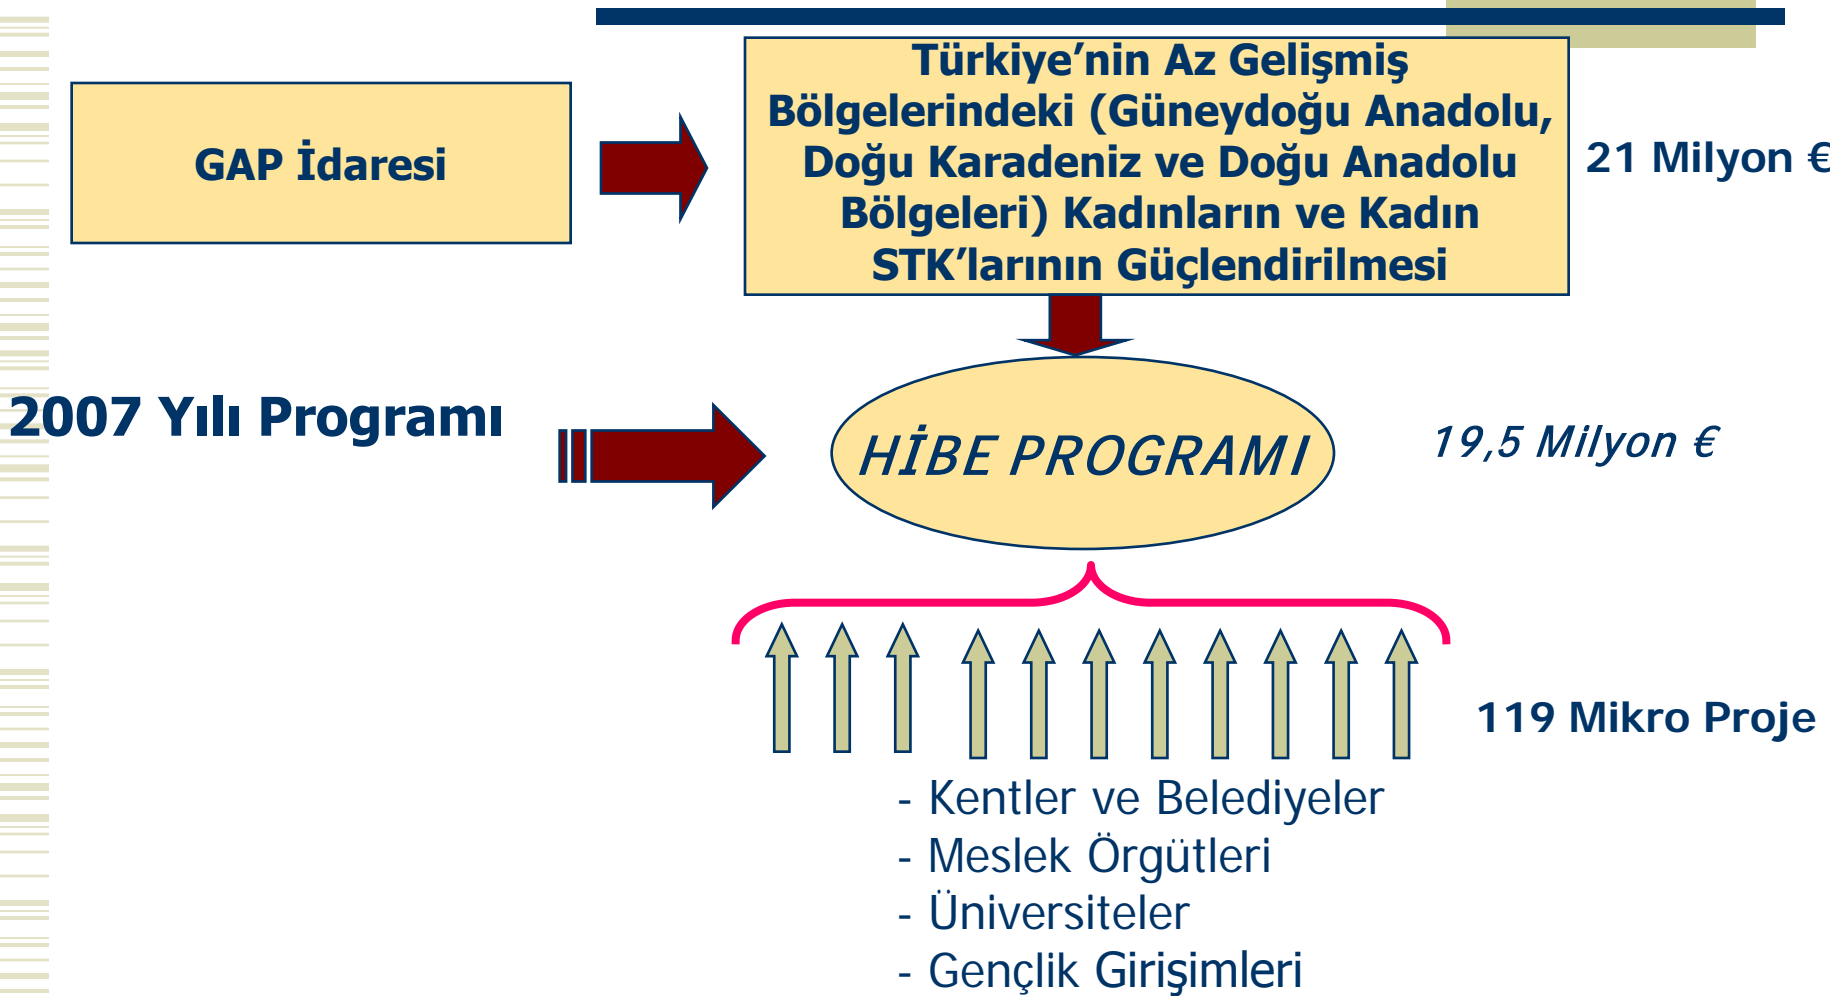 GAP İdaresi
Türkiye’nin Az Gelişmiş
Bölgelerindeki (Güneydoğu Anadolu,
Doğu Karadeniz ve Doğu Anadolu
Bölgeleri) Kadınların ve Kadın
STK’larının Güçlendirilmesi
21 Milyon €
2007 Yılı Programı
HİBE PROGRAMI
19,5 Milyon €
119 Mikro Proje
- Kentler ve Belediyeler
- Meslek Örgütleri
- Üniversiteler
- Gençlik Girişimleri